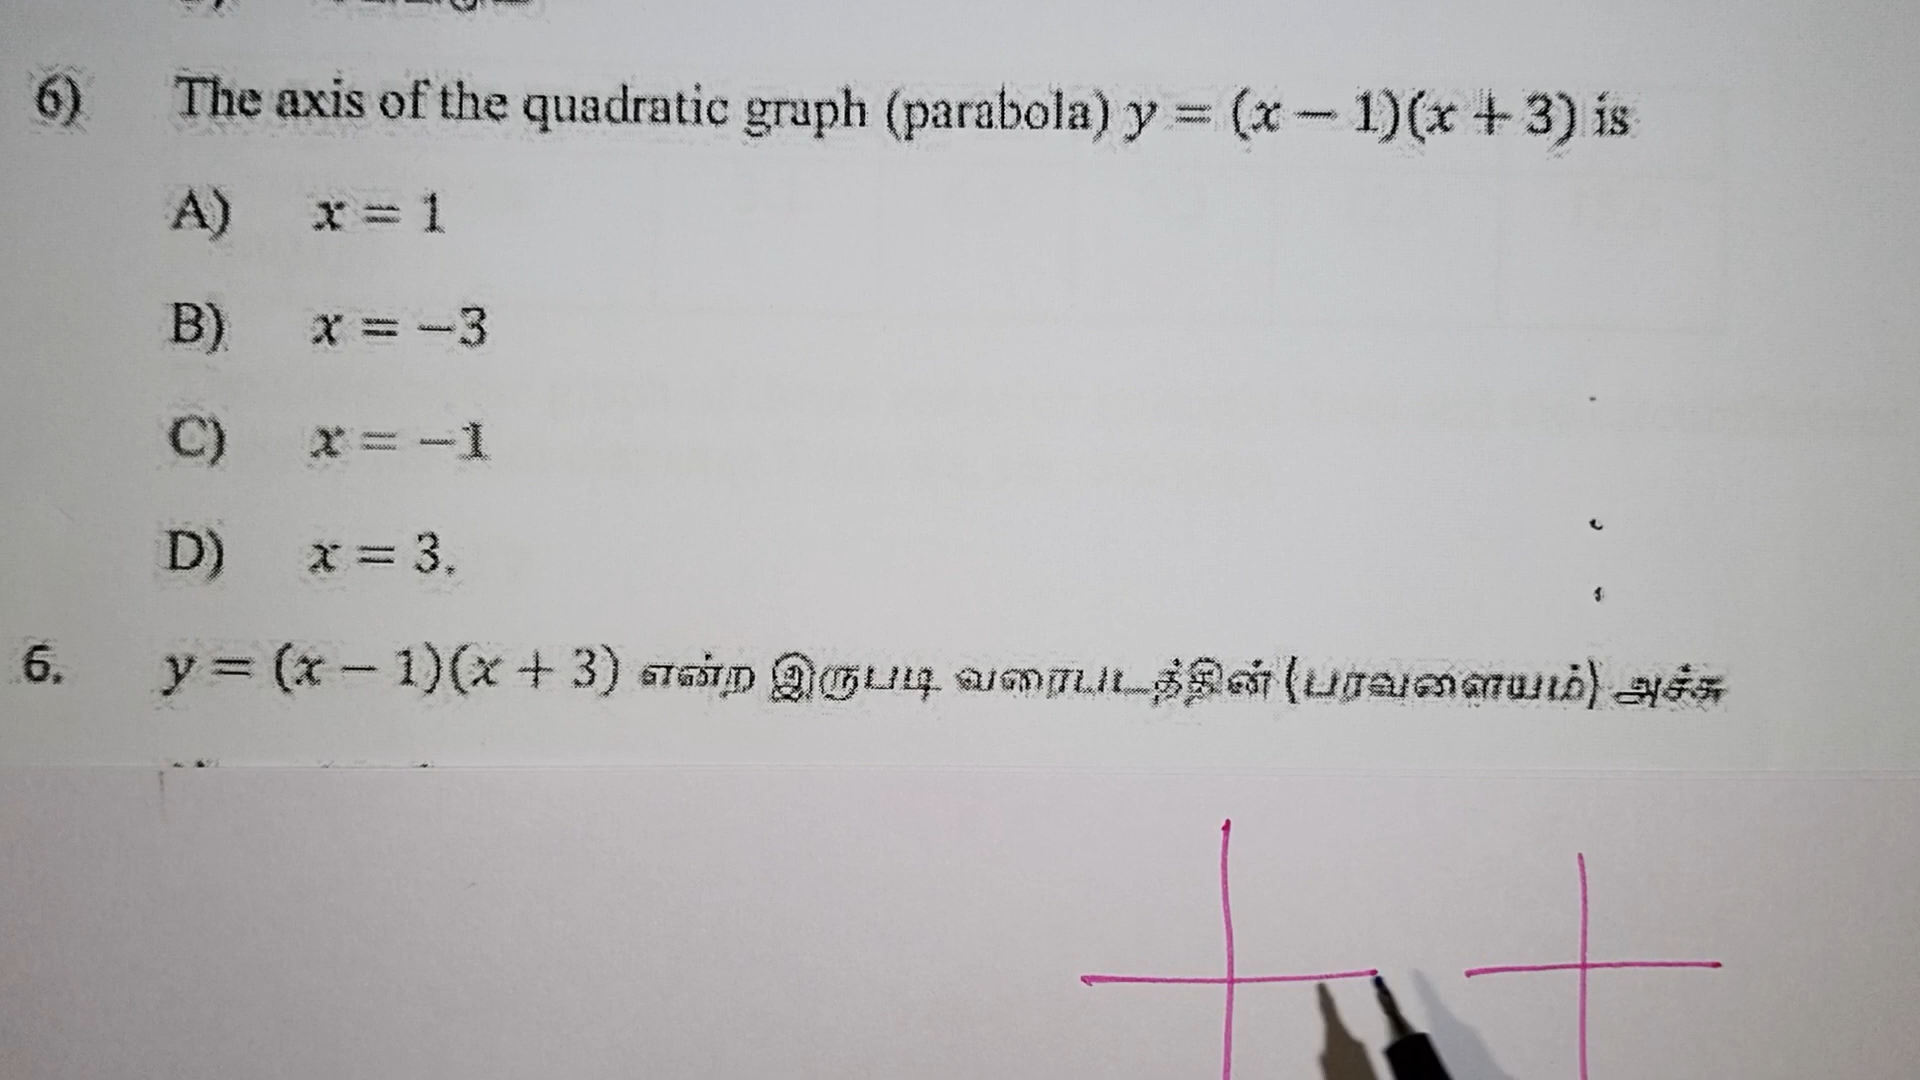 6) The axis of the quadratic graph (parabola) y = (x − 1)(x + 3) is
A) x = 1
B) x = −3
C) x = −1
D) x = 3.
6. y = (x − 1)(x + 3) என்ற இருபடி வரைபடத்தின் (பரவளையம்) அச்சு